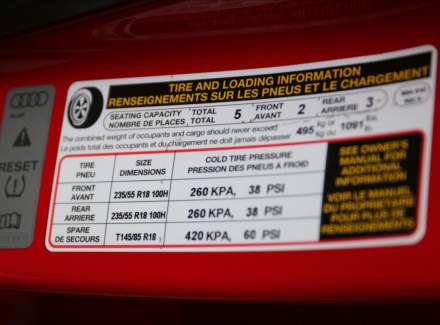 TIRE AND LOADING INFORMATION
RENSEIGNEMENTS SUR LES PNEUS ET LE CHARGEMENT
SEATING CAPACITY TOTAL 5 FRONT 2 REAR 3
NOMBRE DE PLACES TOTAL AVANT ARRIERE
The combined weight of occupants and cargo should never exceed 495 kg or 1091 lbs.
Le poids total des occupants et du chargement ne doit jamais dépasser kg ou lb.
TIRE PNEU SIZE DIMENSIONS COLD TIRE PRESSURE PRESSION DES PNEUS A FROID
FRONT AVANT 235/55 R18 100H 260 KPA, 38 PSI
REAR ARRIERE 235/55 R18 100H 260 KPA, 38 PSI
SPARE DE SECOURS T145/85 R18 420 KPA, 60 PSI
SEE OWNER'S
MANUAL FOR
ADDITIONAL
INFORMATION
VOIR LE MANUEL
DU PROPRIETAIRE
POUR PLUS DE
RENSEIGNEMENTS
Audi
RESET